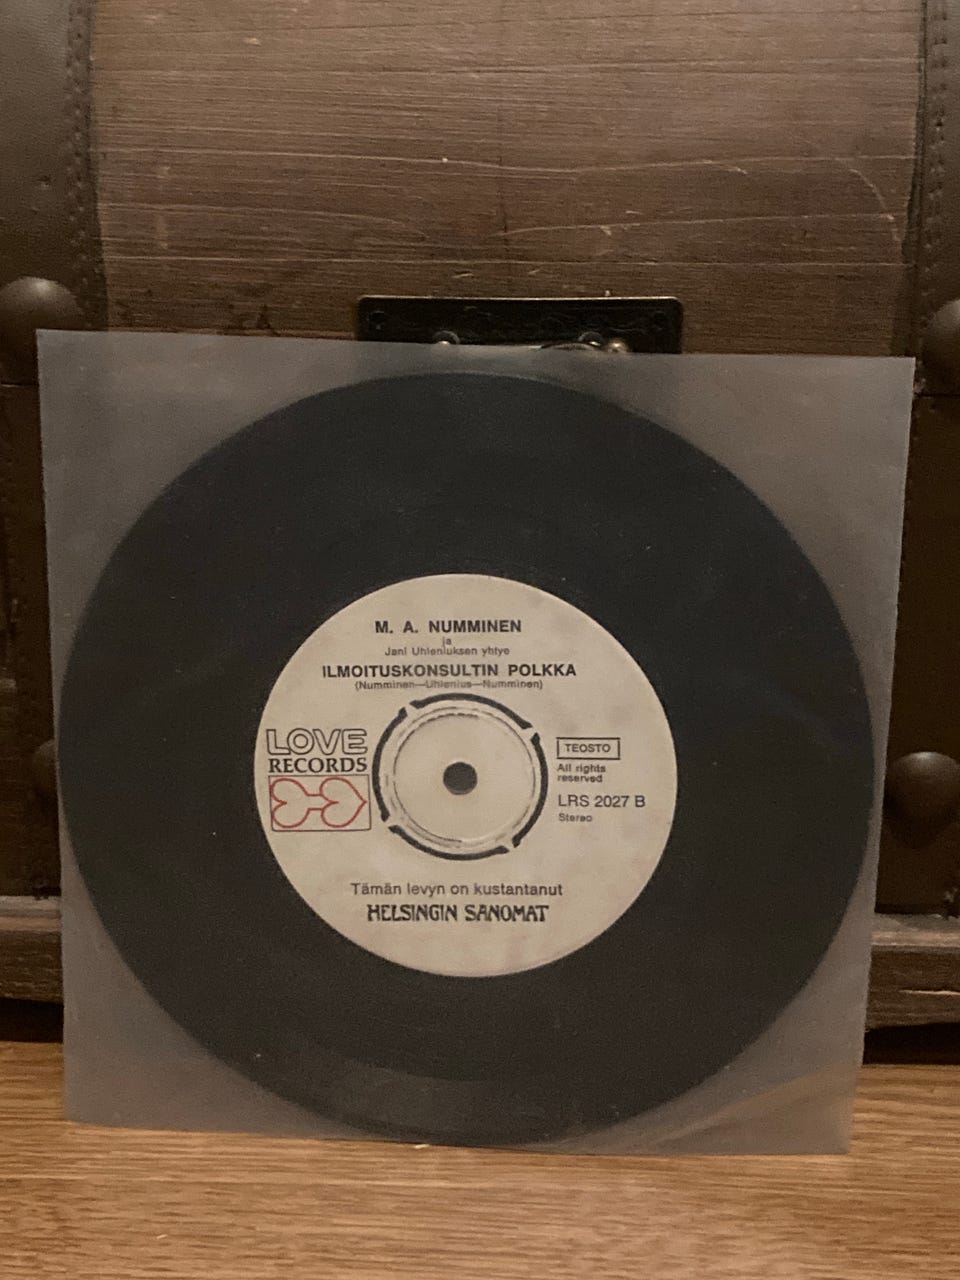 M. A. NUMMINEN
ja
Jani Uhleniuksen yhtye
ILMOITUSKONSULTIN POLKKA
(Numminen—Uhlenius—Numminen)
LOVE
RECORDS
TEOSTO
All rights
reserved
LRS 2027 B
Stereo
Tämän levyn on kustantanut
HELSINGIN SANOMAT